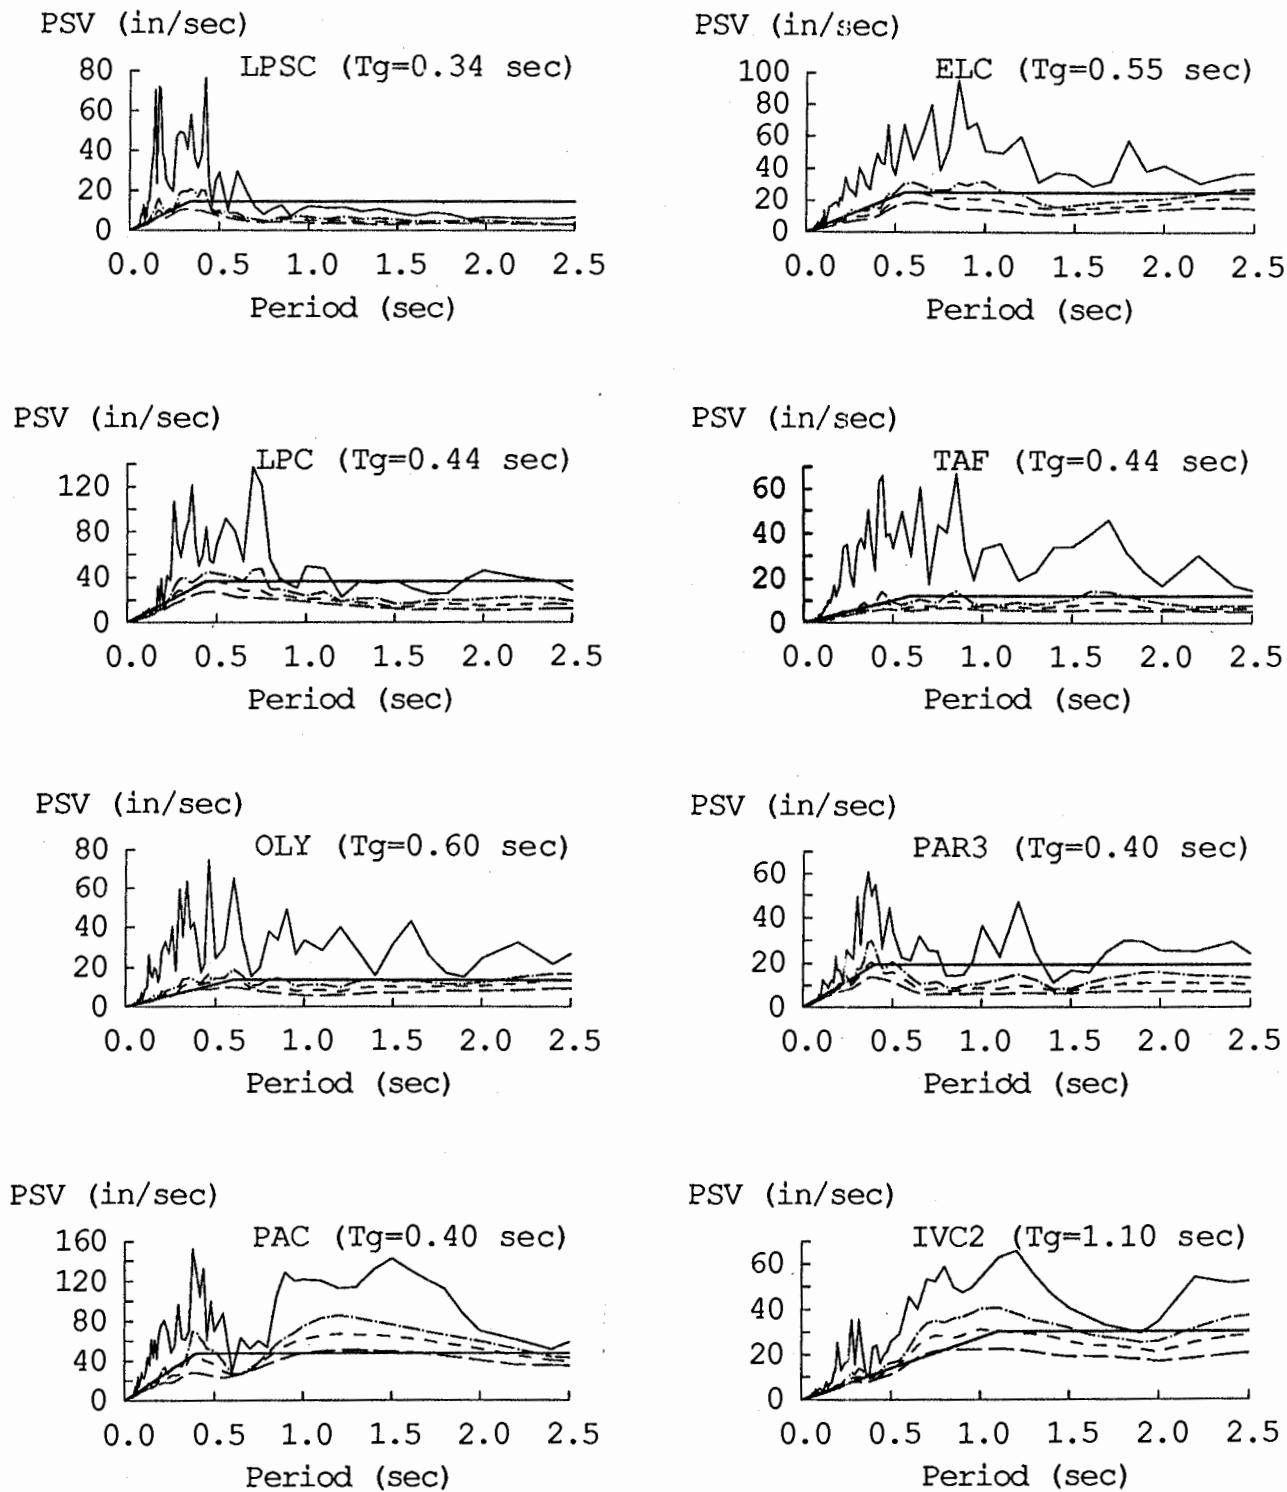 PSV (in/sec)
LPSC (Tg=0.34 sec)
80
60
40
20
0
0.0 0.5 1.0 1.5 2.0 2.5
Period (sec)
PSV (in/sec)
ELC (Tg=0.55 sec)
100
80
60
40
20
0
0.0 0.5 1.0 1.5 2.0 2.5
Period (sec)
PSV (in/sec)
LPC (Tg=0.44 sec)
120
80
40
0
0.0 0.5 1.0 1.5 2.0 2.5
Period (sec)
PSV (in/sec)
TAF (Tg=0.44 sec)
60
40
20
0
0.0 0.5 1.0 1.5 2.0 2.5
Period (sec)
PSV (in/sec)
OLY (Tg=0.60 sec)
80
60
40
20
0
0.0 0.5 1.0 1.5 2.0 2.5
Period (sec)
PSV (in/sec)
PAR3 (Tg=0.40 sec)
60
40
20
0
0.0 0.5 1.0 1.5 2.0 2.5
Period (sec)
PSV (in/sec)
PAC (Tg=0.40 sec)
160
120
80
40
0
0.0 0.5 1.0 1.5 2.0 2.5
Period (sec)
PSV (in/sec)
IVC2 (Tg=1.10 sec)
60
40
20
0
0.0 0.5 1.0 1.5 2.0 2.5
Period (sec)